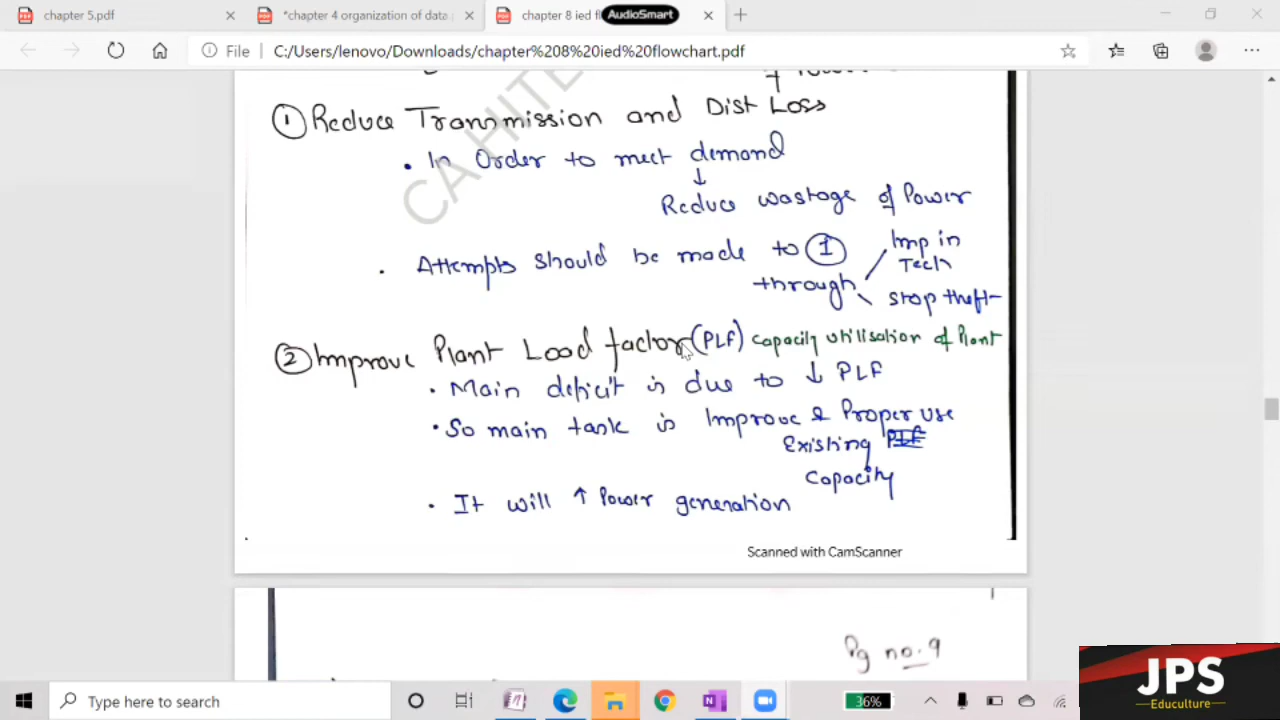 chapter 5.pdf
*chapter 4 organization of data
chapter 8 ied fl
AudioSmart
File
C:/Users/lenovo/Downloads/chapter%208%20ied%20flowchart.pdf
CA HITE
① Reduce Transmission and Dist Loss
• In Order to meet demand
↓
Reduce wastage of Power
• Attempts should be made to ①
through
Imp in
Tech
stop theft
② Improve Plant Load factor (PLF) capacity utilisation of Plant
• Main deficit is due to ↓ PLF
• So main task is Improve & Proper use
Existing
Capacity
• It will ↑ Power generation
Scanned with CamScanner
Pg no. 9
JPS
Educulture
Type here to search
36%